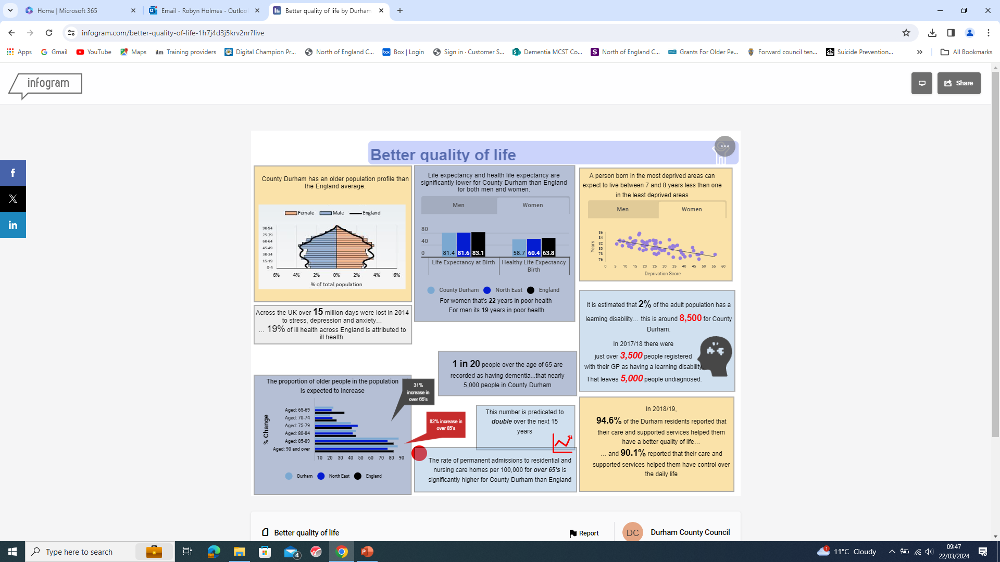 Home | Microsoft 365
Email - Robyn Holmes - Outloo
Better quality of life by Durham
infogram.com/better-quality-of-life-1h7j4d3j5krv2nr?live
Apps
Gmail
YouTube
Maps
ilm Training providers
Digital Champion Pr...
North of England C...
box Box | Login
Sign in · Customer S...
Dementia MCST Co...
S North of England C...
Grants For Older Pe...
Forward council ten...
Suicide Prevention...
All Bookmarks
infogram
Share
f
X
in
Better quality of life
County Durham has an older population profile than
the England average.
Female Male England
90-94
75-79
60-64
45-49
30-34
15-19
0-4
6% 4% 2% 0% 2% 4% 6%
% of total population
Across the UK over 15 million days were lost in 2014
to stress, depression and anxiety...
... 19% of ill health across England is attributed to
ill health.
Life expectancy and health life expectancy are
significantly lower for County Durham than England
for both men and women.
Men Women
80
40
0
81.4 81.6 83.1 58.7 60.4 63.8
Life Expectancy at Birth
Healthy Life Expectancy
Birth
County Durham North East England
For women that's 22 years in poor health
For men its 19 years in poor health
A person born in the most deprived areas can
expect to live between 7 and 8 years less than one
in the least deprived areas
Men Women
Years
86
84
82
80
78
76
0 5 10 15 20 25 30 35 40 45 50 55 60
Deprivation Score
It is estimated that 2% of the adult population has a
learning disability... this is around 8,500 for County
Durham.
In 2017/18 there were
just over 3,500 people registered
with their GP as having a learning disability
That leaves 5,000 people undiagnosed.
1 in 20 people over the age of 65 are
recorded as having dementia...that nearly
5,000 people in County Durham
The proportion of older people in the population
is expected to increase
31%
increase in
over 65's
82% increase in
over 85's
% Change
Aged: 65-69
Aged: 70-74
Aged: 75-79
Aged: 80-84
Aged: 85-89
Aged: 90 and over
10 20 30 40 50 60 70 80 90
Durham North East England
This number is predicated to
double over the next 15
years
The rate of permanent admissions to residential and
nursing care homes per 100,000 for over 65's is
significantly higher for County Durham than England
In 2018/19,
94.6% of the Durham residents reported that
their care and supported services helped them
have a better quality of life...
... and 90.1% reported that their care and
supported services helped them have control over
the daily life
Better quality of life
Report
DC
Durham County Council
Type here to search
4
1
11°C Cloudy
09:47
22/03/2024